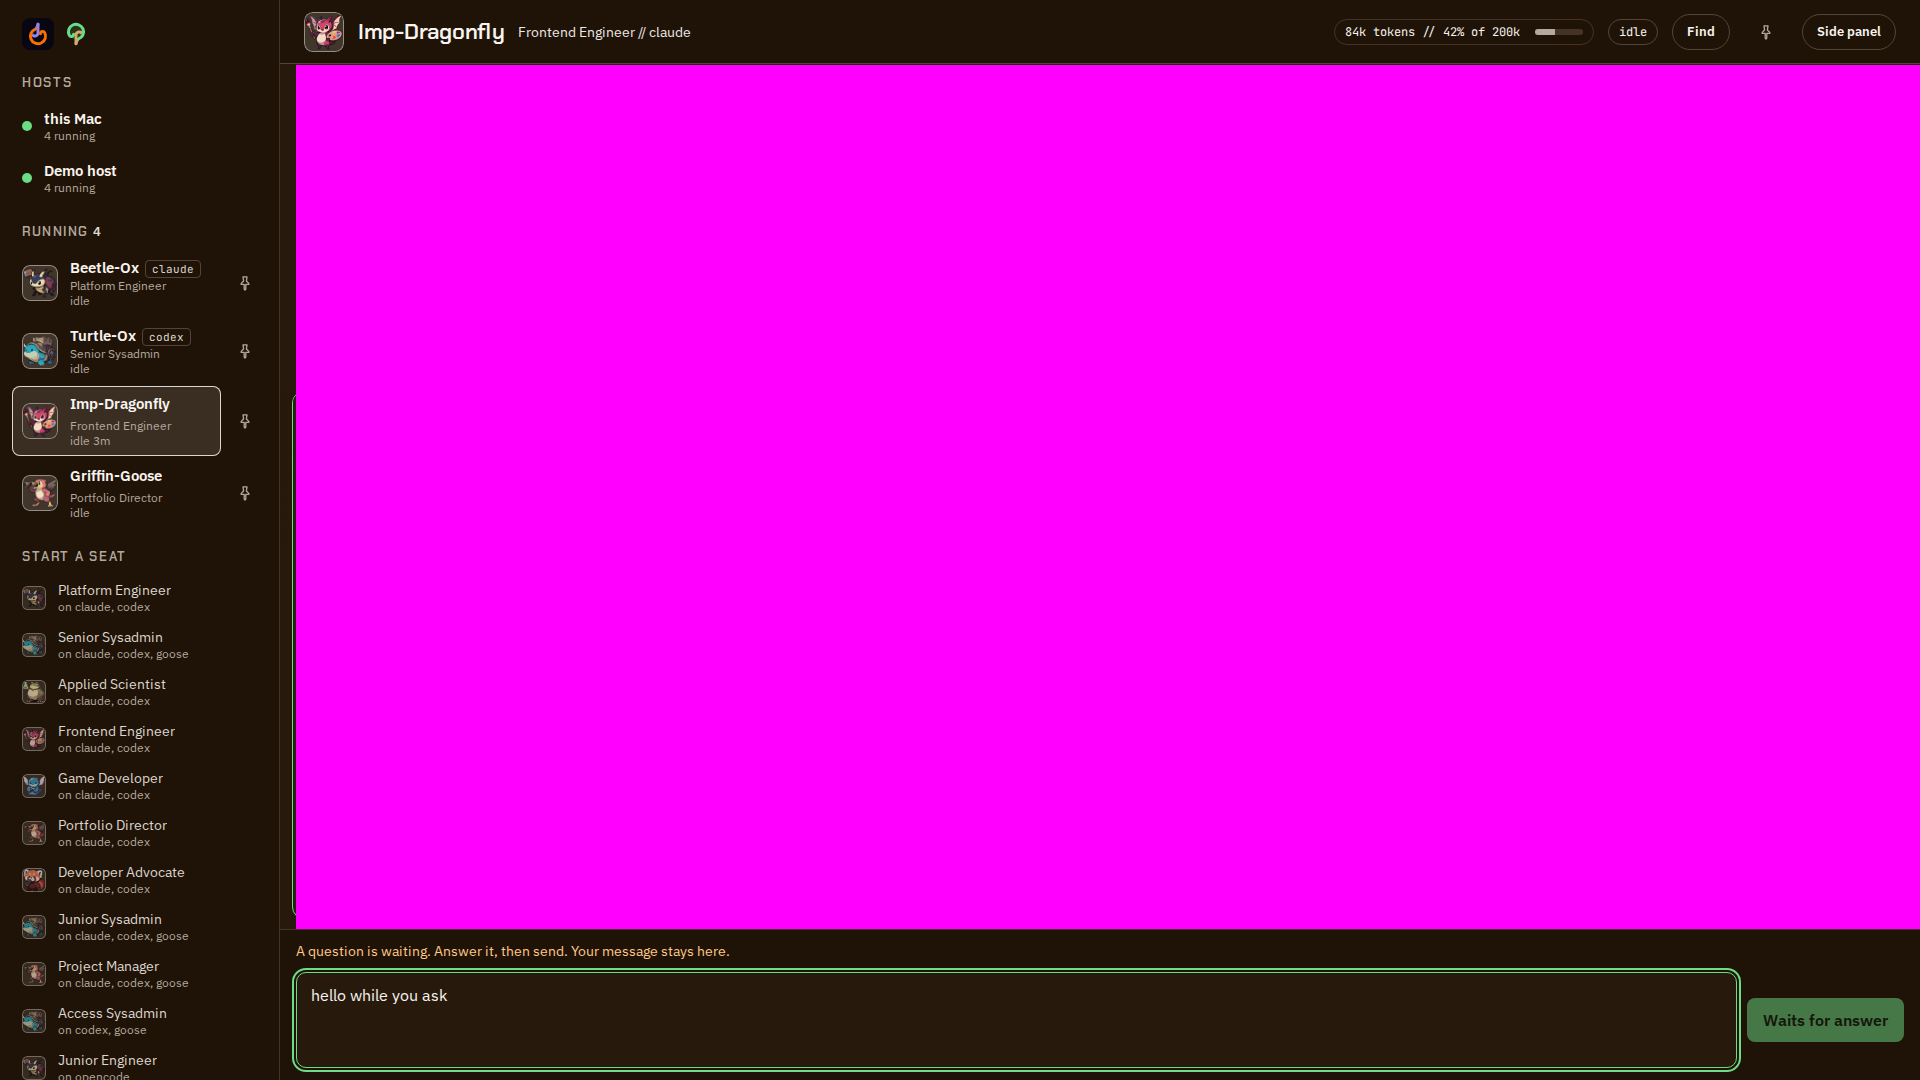 HOSTS
this Mac
4 running
Demo host
4 running
RUNNING 4
Beetle-Ox claude
Platform Engineer
idle
Turtle-Ox codex
Senior Sysadmin
idle
Imp-Dragonfly
Frontend Engineer
idle 3m
Griffin-Goose
Portfolio Director
idle
START A SEAT
Platform Engineer
on claude, codex
Senior Sysadmin
on claude, codex, goose
Applied Scientist
on claude, codex
Frontend Engineer
on claude, codex
Game Developer
on claude, codex
Portfolio Director
on claude, codex
Developer Advocate
on claude, codex
Junior Sysadmin
on claude, codex, goose
Project Manager
on claude, codex, goose
Access Sysadmin
on codex, goose
Junior Engineer
on opencode
Imp-Dragonfly Frontend Engineer // claude
84k tokens // 42% of 200k
idle
Find
Side panel
A question is waiting. Answer it, then send. Your message stays here.
hello while you ask
Waits for answer